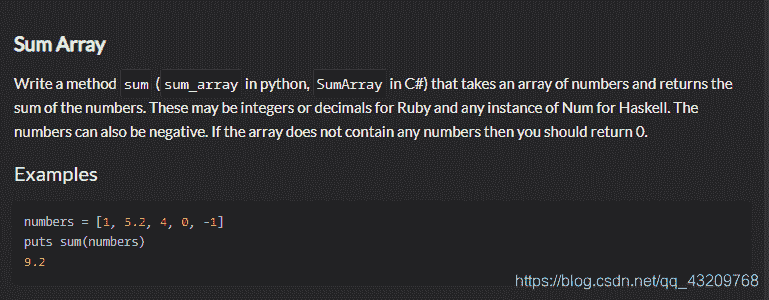 Sum Array
Write a method sum ( sum_array in python, SumArray in C#) that takes an array of numbers and returns the
sum of the numbers. These may be integers or decimals for Ruby and any instance of Num for Haskell. The
numbers can also be negative. If the array does not contain any numbers then you should return 0.
Examples
numbers = [1, 5.2, 4, 0, -1]
puts sum(numbers)
9.2
https://blog.csdn.net/qq_43209768